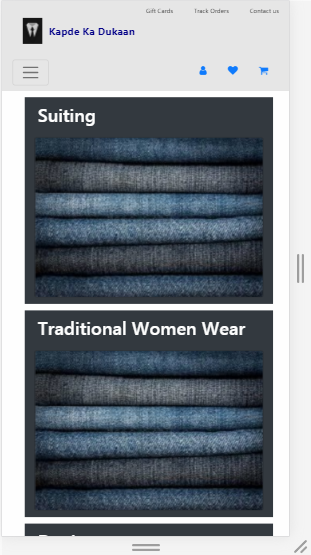 Gift Cards Track Orders Contact us
Kapde Ka Dukaan
Suiting
Traditional Women Wear